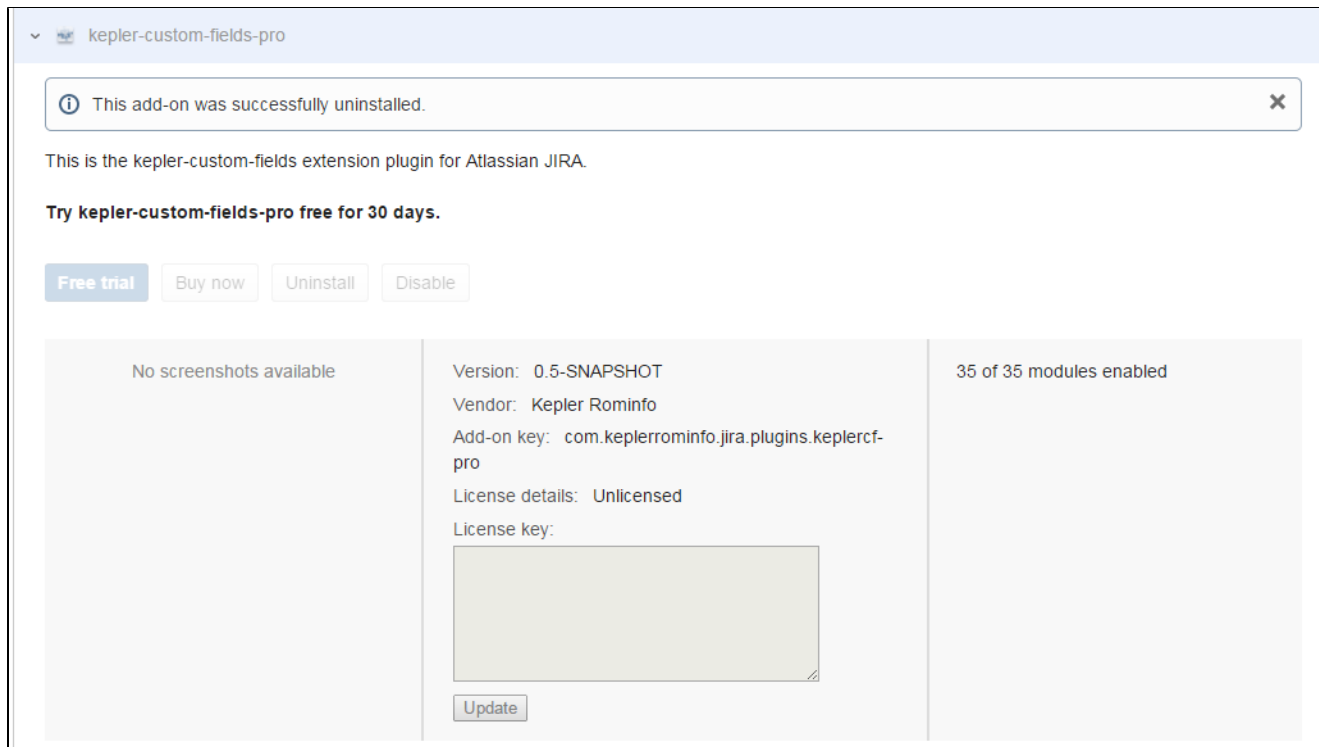 kepler-custom-fields-pro
This add-on was successfully uninstalled.
This is the kepler-custom-fields extension plugin for Atlassian JIRA.
Try kepler-custom-fields-pro free for 30 days.
Free trial Buy now Uninstall Disable
No screenshots available
Version: 0.5-SNAPSHOT
Vendor: Kepler Rominfo
Add-on key: com.keplerrominfo.jira.plugins.keplercf-
pro
License details: Unlicensed
License key:
Update
35 of 35 modules enabled